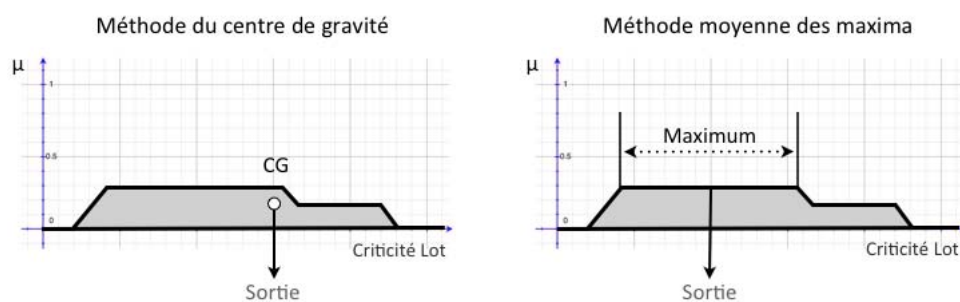 Méthode du centre de gravité
μ
1
0.5
CG
0
Criticité Lot
Sortie
Méthode moyenne des maxima
μ
1
Maximum
0.5
0
Criticité Lot
Sortie